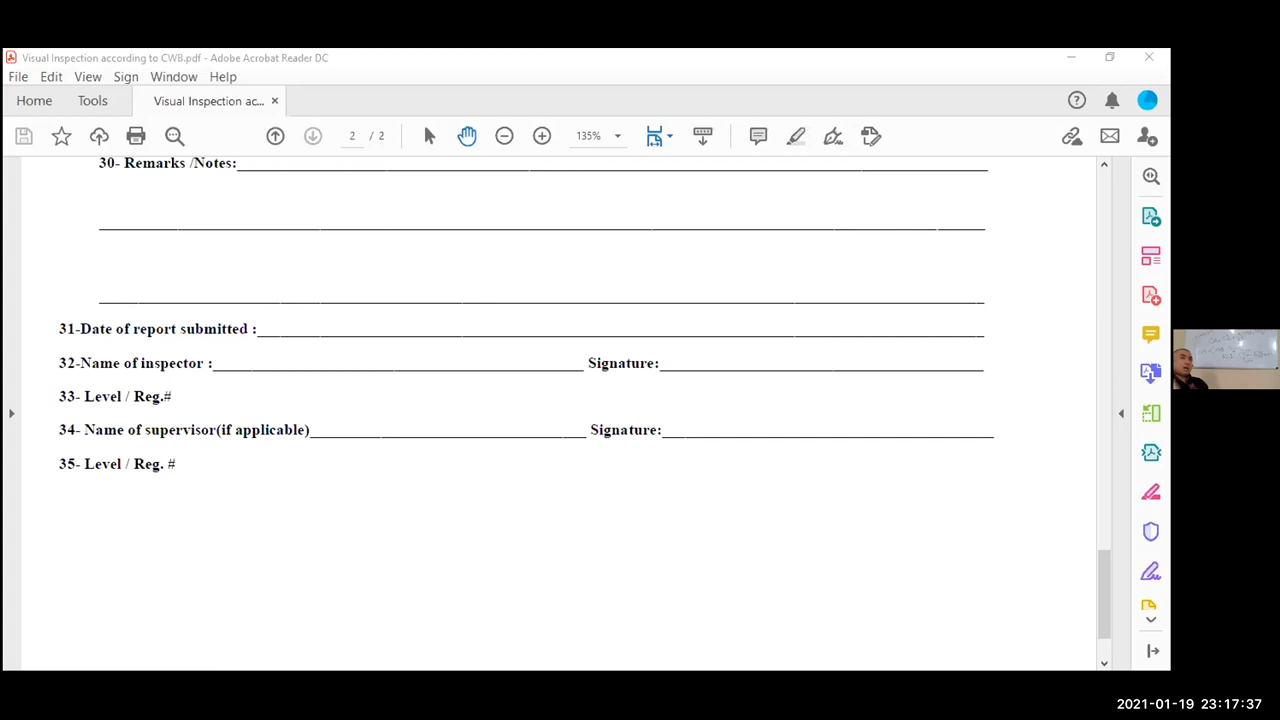 Visual Inspection according to CWB.pdf - Adobe Acrobat Reader DC
File Edit View Sign Window Help
Home Tools Visual Inspection ac...
2 / 2 135%
30- Remarks /Notes:
31-Date of report submitted :
32-Name of inspector : Signature:
33- Level / Reg.#
34- Name of supervisor(if applicable) Signature:
35- Level / Reg. #
2021-01-19 23:17:37